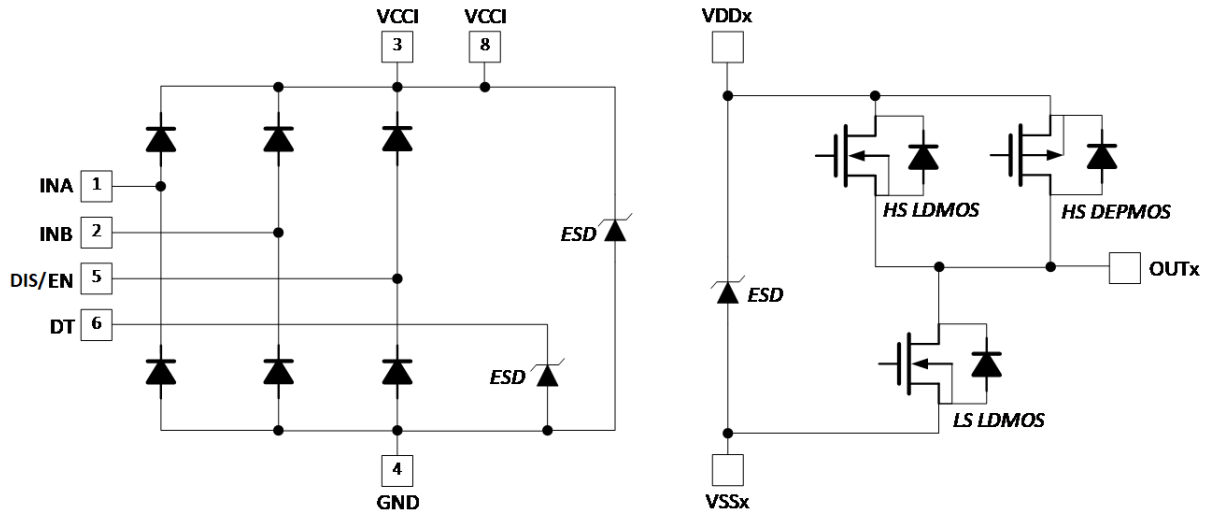 VCCI
VCCI
VDDx
3
8
INA
1
HS LDMOS
HS DEPMOS
INB
2
ESD
DIS/EN
5
OUTx
DT
6
ESD
ESD
LS LDMOS
4
GND
VSSx